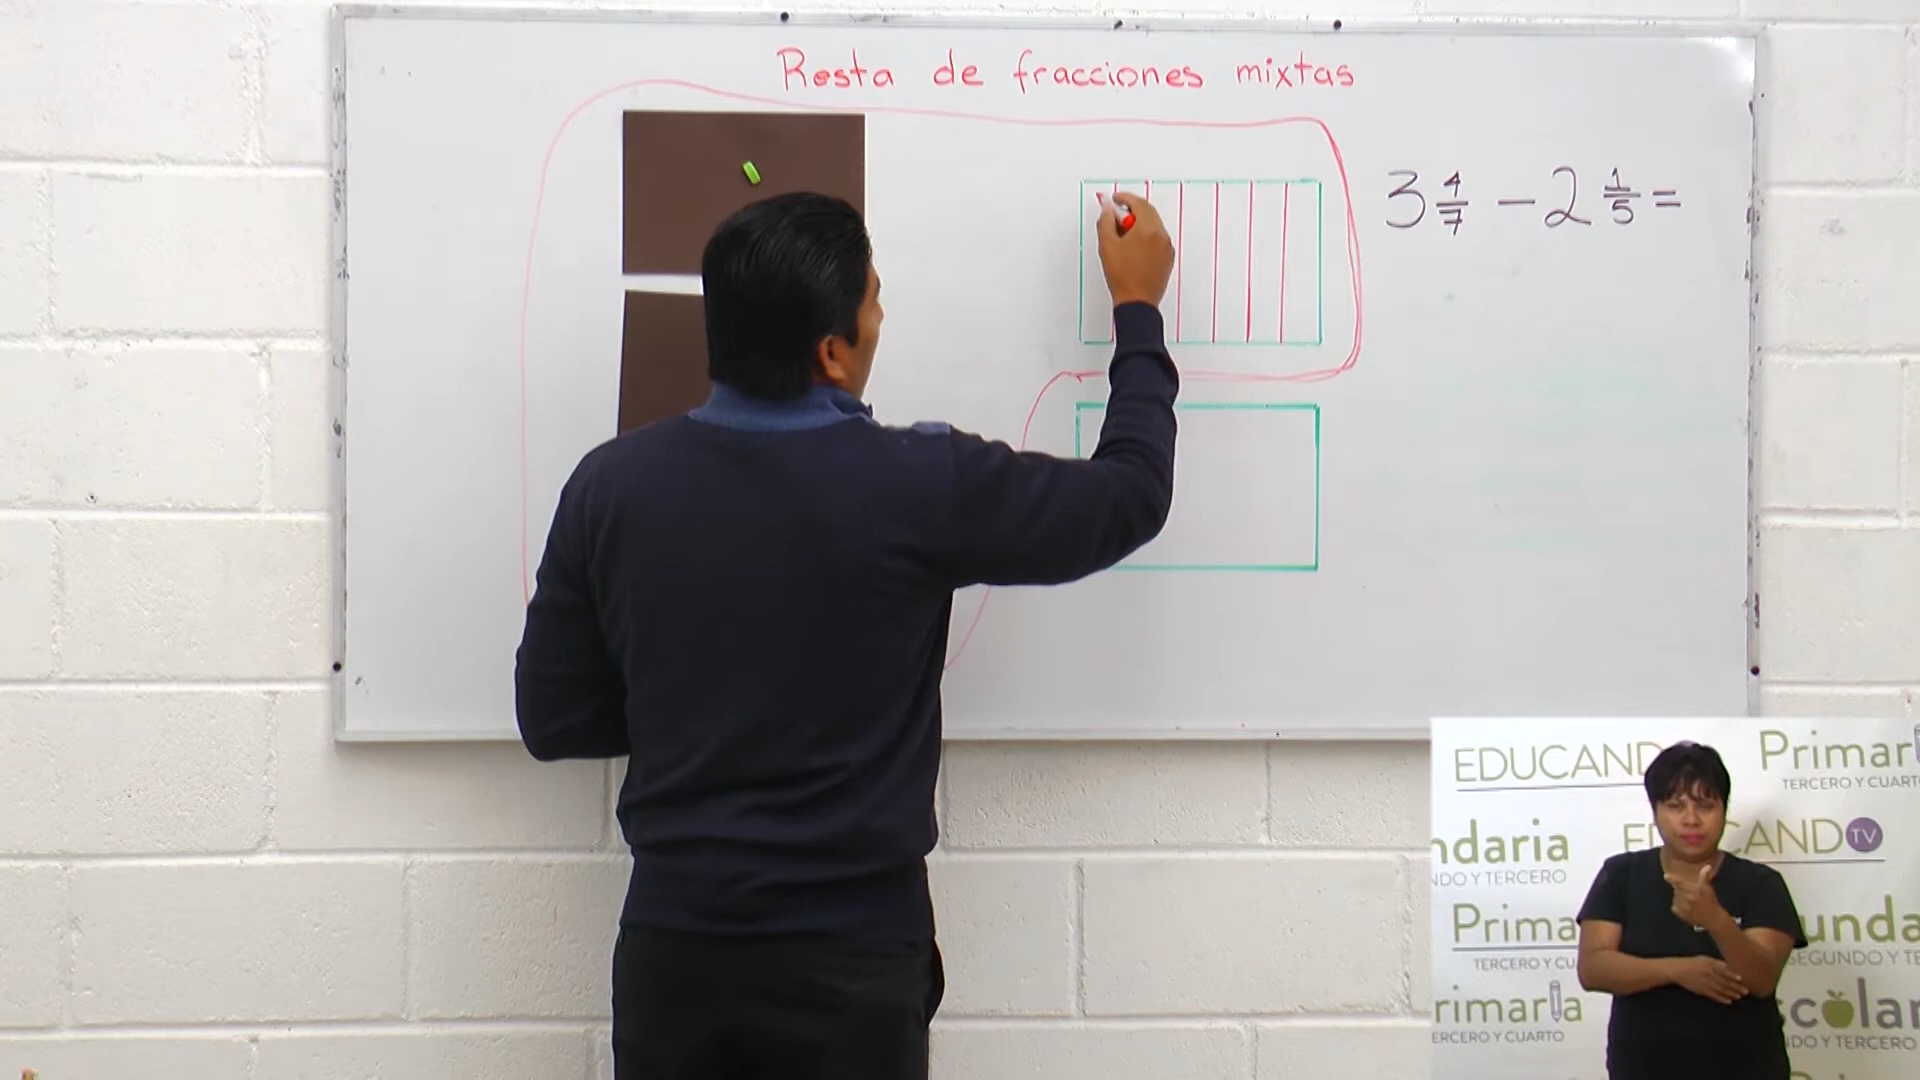 Resta de fracciones mixtas
3 4/7 - 2 1/5 =
EDUCAND
Primar
TERCERO Y CUARTO
ndaria
NDO Y TERCERO
CANDO TV
Prima
TERCERO Y CU
unda
SEGUNDO Y TE
rimaria
TERCERO Y CUARTO
scolar
NDO Y TERCERO